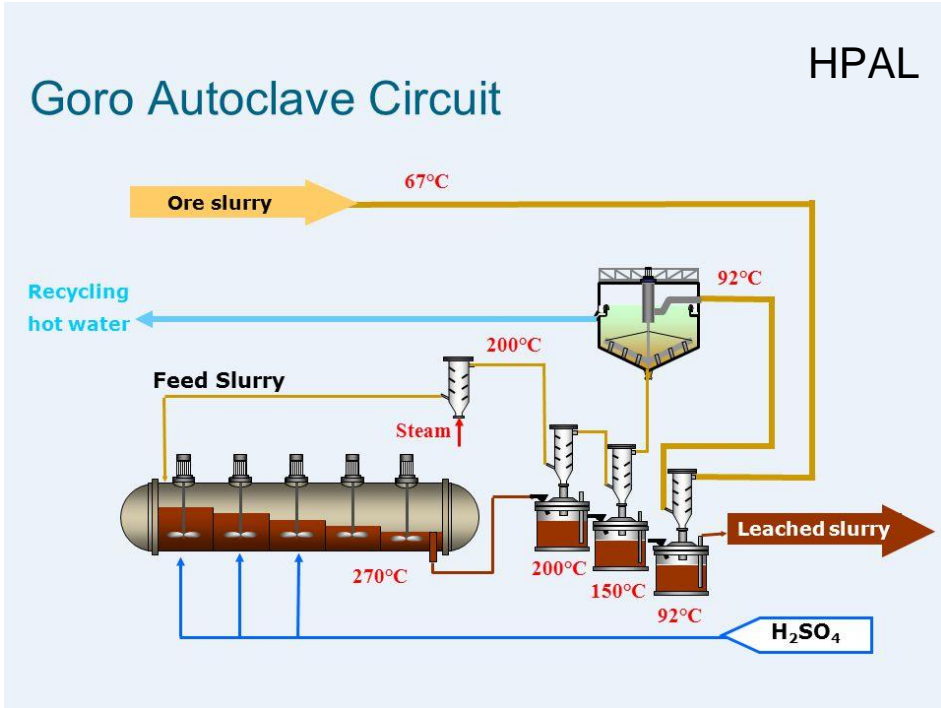 HPAL
Goro Autoclave Circuit
67°C
Ore slurry
92°C
Recycling
hot water
200°C
Feed Slurry
Steam
Leached slurry
270°C
200°C
150°C
92°C
H₂SO₄